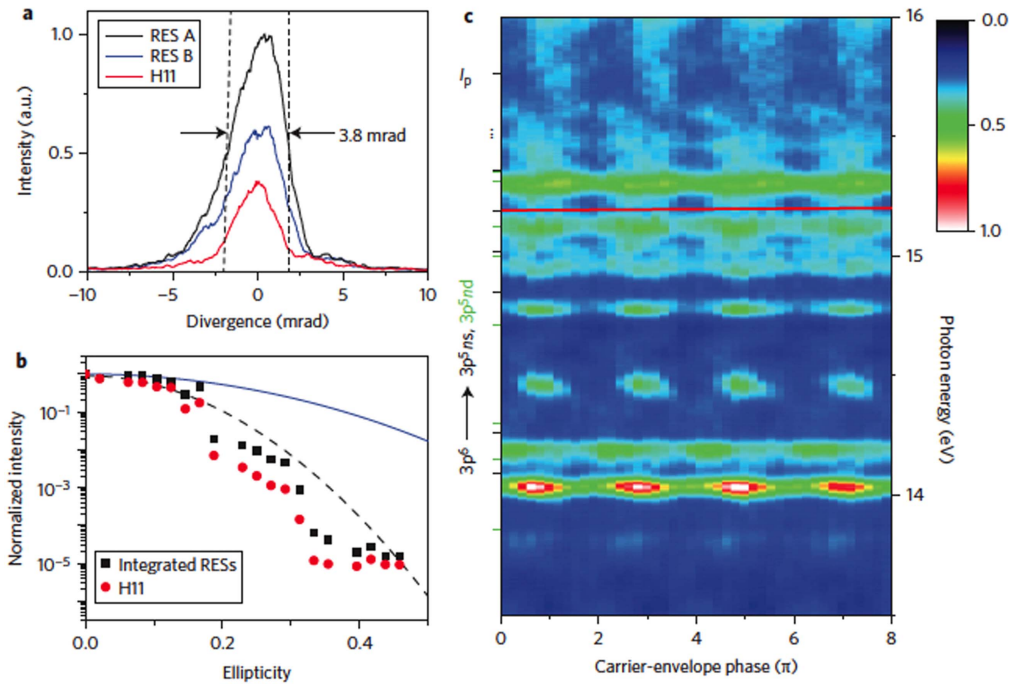 a
RES A
RES B
H11
1.0
0.5
0.0
Intensity (a.u.)
3.8 mrad
−10
−5
0
5
10
Divergence (mrad)
b
10⁻¹
10⁻³
10⁻⁵
Normalized intensity
Integrated RESs
H11
0.0
0.2
0.4
Ellipticity
c
Iₚ
3p⁶ → 3p⁵ns, 3p⁵nd
16
15
14
Photon energy (eV)
0
2
4
6
8
Carrier-envelope phase (π)
0.0
0.5
1.0